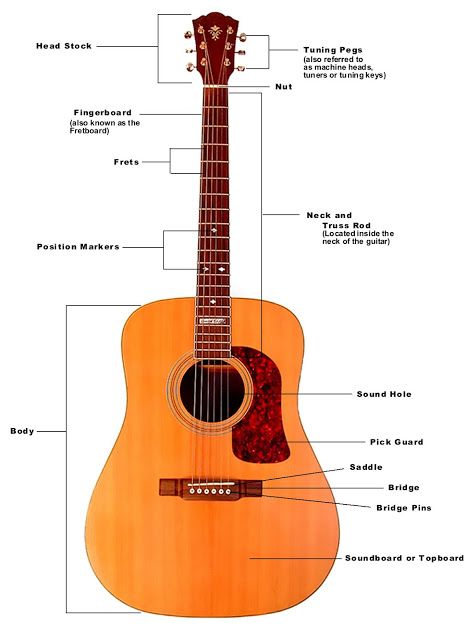 Head Stock
Tuning Pegs
(also referred to
as machine heads,
tuners or tuning keys)
Nut
Fingerboard
(also known as the
Fretboard)
Frets
Neck and
Truss Rod
(Located inside the
neck of the guitar)
Position Markers
Body
Sound Hole
Pick Guard
Saddle
Bridge
Bridge Pins
Soundboard or Topboard